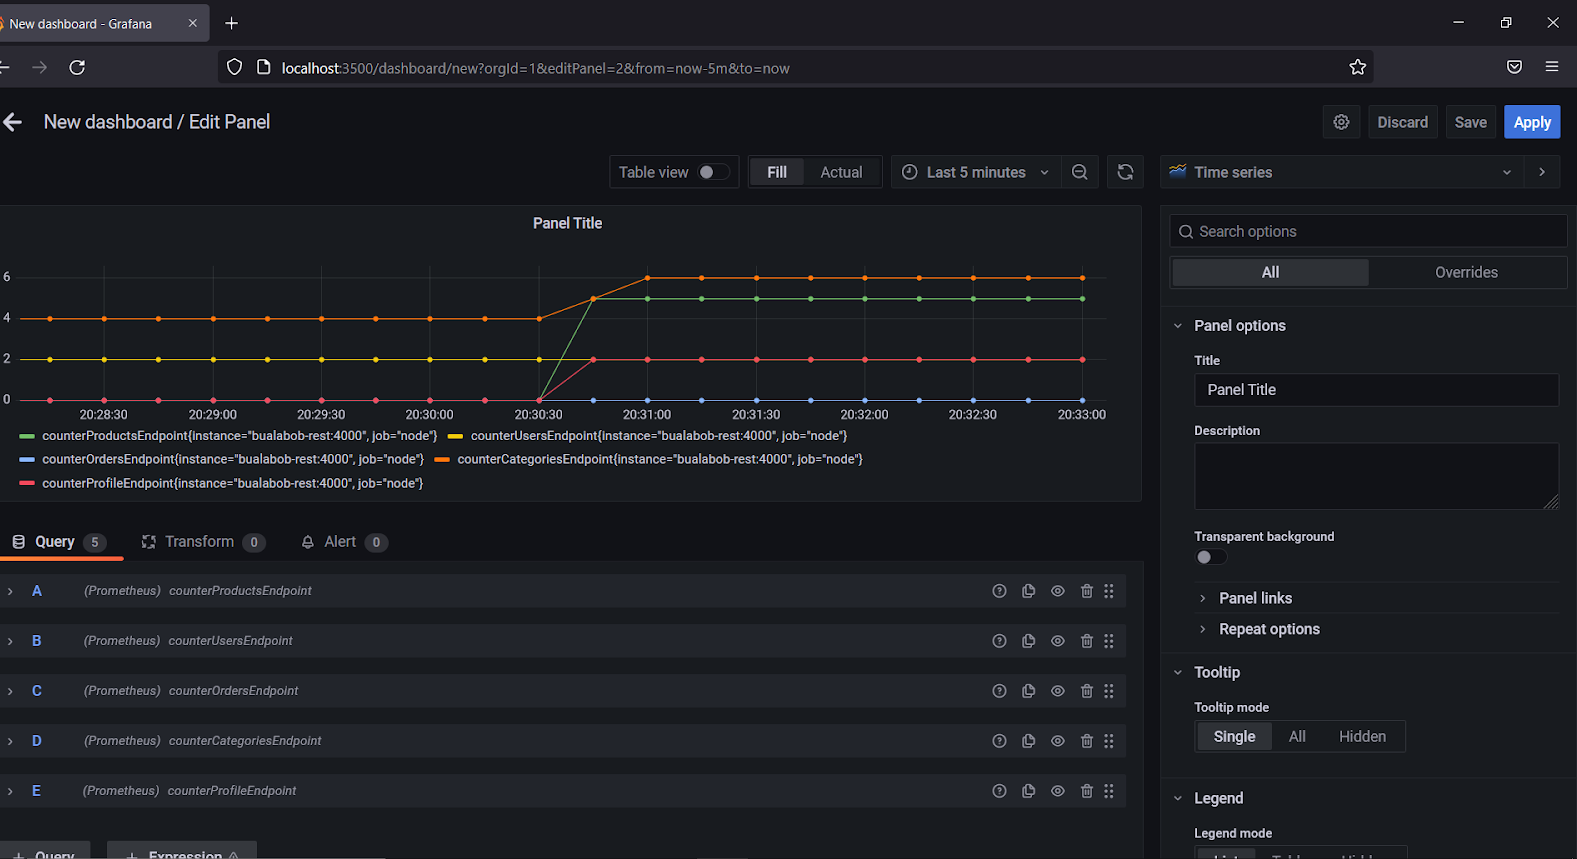 New dashboard - Grafana
localhost:3500/dashboard/new?orgId=1&editPanel=2&from=now-5m&to=now
New dashboard / Edit Panel
Discard
Save
Apply
Table view
Fill
Actual
Last 5 minutes
Time series
Panel Title
6
4
2
0
20:28:30 20:29:00 20:29:30 20:30:00 20:30:30 20:31:00 20:31:30 20:32:00 20:32:30 20:33:00
counterProductsEndpoint{instance="bualabob-rest:4000", job="node"} counterUsersEndpoint{instance="bualabob-rest:4000", job="node"}
counterOrdersEndpoint{instance="bualabob-rest:4000", job="node"} counterCategoriesEndpoint{instance="bualabob-rest:4000", job="node"}
counterProfileEndpoint{instance="bualabob-rest:4000", job="node"}
Query 5
Transform 0
Alert 0
A (Prometheus) counterProductsEndpoint
B (Prometheus) counterUsersEndpoint
C (Prometheus) counterOrdersEndpoint
D (Prometheus) counterCategoriesEndpoint
E (Prometheus) counterProfileEndpoint
+ Query
+ Expression
Search options
All
Overrides
Panel options
Title
Panel Title
Description
Transparent background
Panel links
Repeat options
Tooltip
Tooltip mode
Single
All
Hidden
Legend
Legend mode